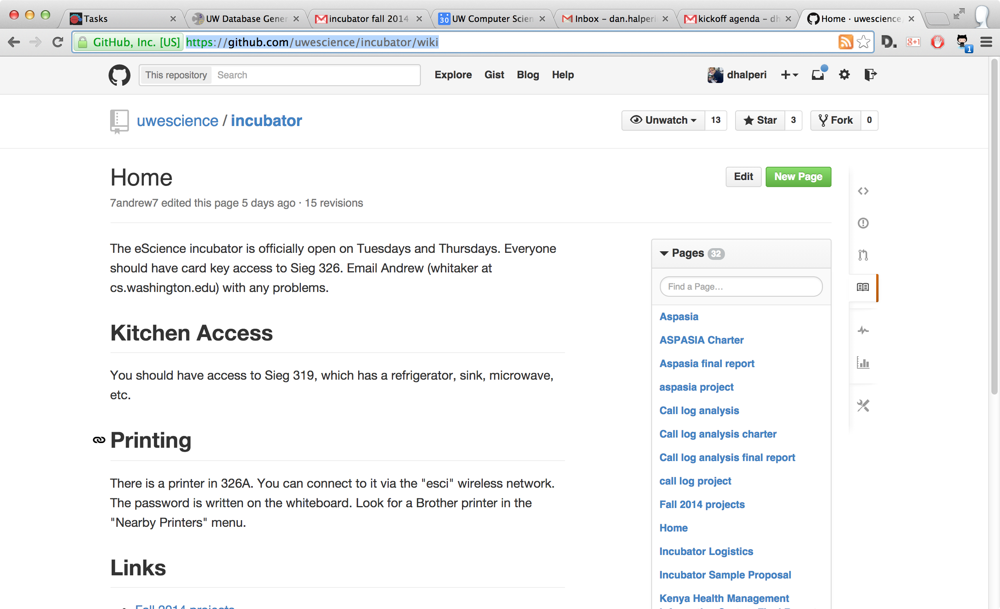 Tasks
UW Database Gener
incubator fall 2014
30 UW Computer Scien
Inbox – dan.halperi
kickoff agenda – dh
Home · uwescience
GitHub, Inc. [US] https://github.com/uwescience/incubator/wiki
D. g+1 1
This repository Search
Explore Gist Blog Help
dhalperi
uwescience / incubator
Unwatch 13 Star 3 Fork 0
Home
Edit New Page
7andrew7 edited this page 5 days ago · 15 revisions
The eScience incubator is officially open on Tuesdays and Thursdays. Everyone
should have card key access to Sieg 326. Email Andrew (whitaker at
cs.washington.edu) with any problems.
Kitchen Access
You should have access to Sieg 319, which has a refrigerator, sink, microwave,
etc.
Printing
There is a printer in 326A. You can connect to it via the "esci" wireless network.
The password is written on the whiteboard. Look for a Brother printer in the
"Nearby Printers" menu.
Links
Fall 2014 projects
Pages 32
Find a Page...
Aspasia
ASPASIA Charter
Aspasia final report
aspasia project
Call log analysis
Call log analysis charter
Call log analysis final report
call log project
Fall 2014 projects
Home
Incubator Logistics
Incubator Sample Proposal
Kenya Health Management